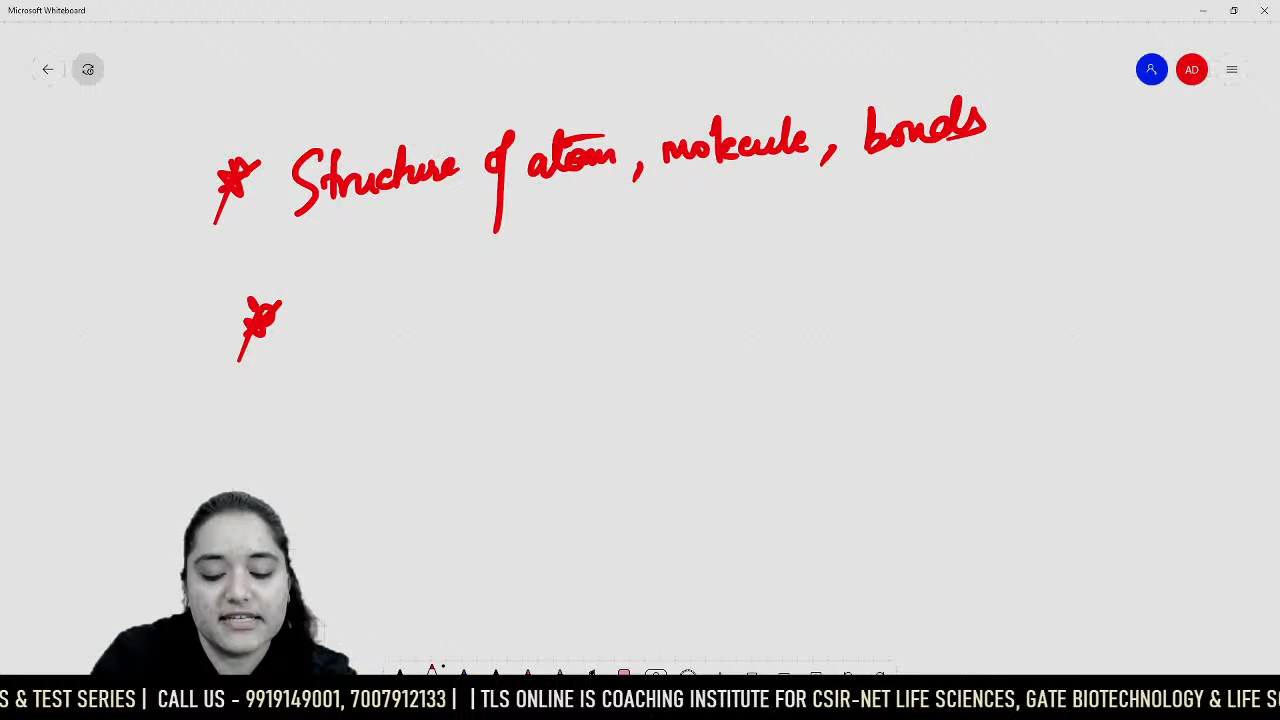 Microsoft Whiteboard
AD
Structure of atom, molecule, bonds
S & TEST SERIES | CALL US - 9919149001, 7007912133 | | TLS ONLINE IS COACHING INSTITUTE FOR CSIR-NET LIFE SCIENCES, GATE BIOTECHNOLOGY & LIFE SC